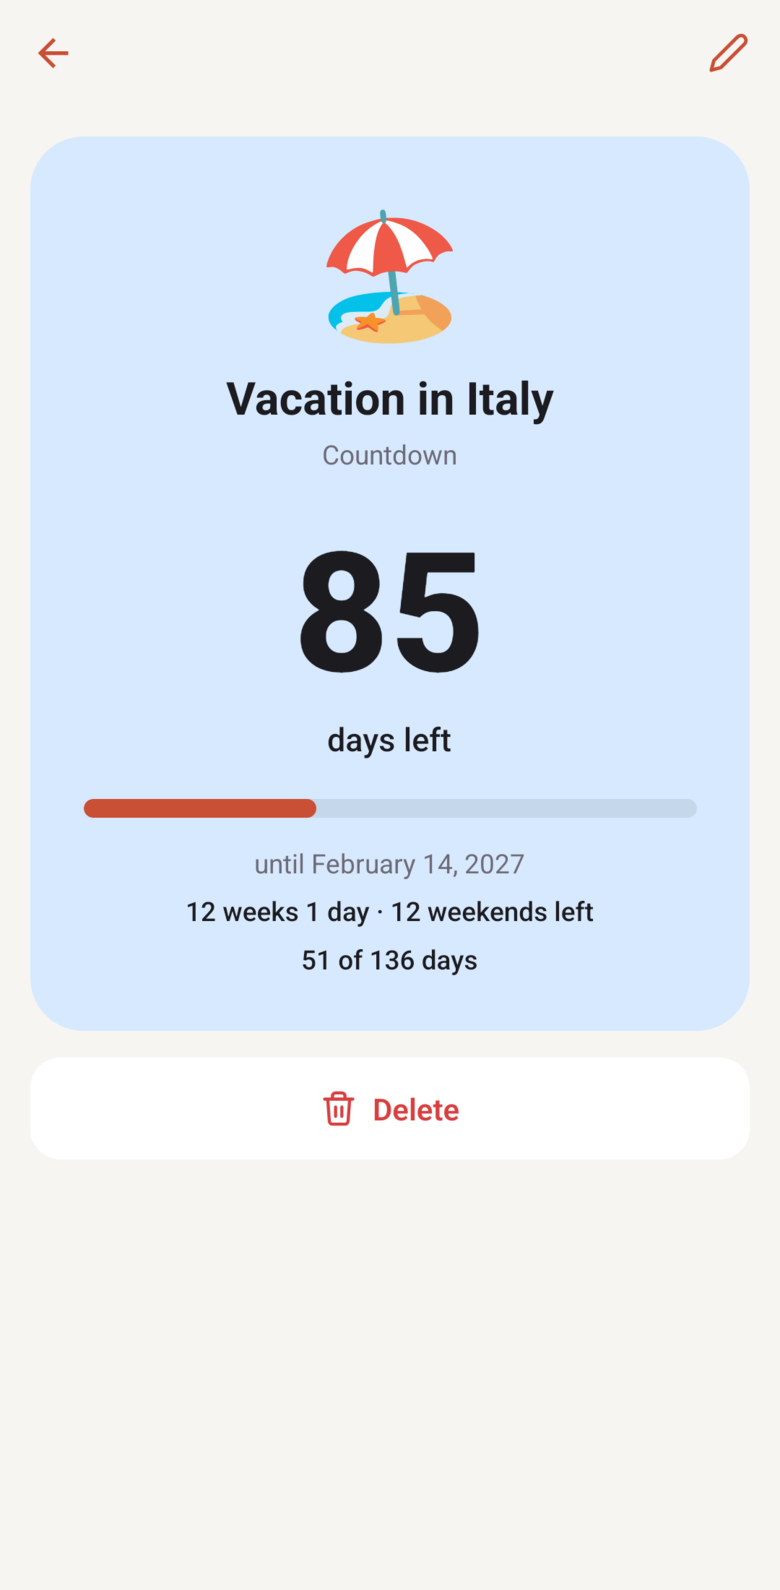 Vacation in Italy
Countdown
85
days left
until February 14, 2027
12 weeks 1 day · 12 weekends left
51 of 136 days
Delete